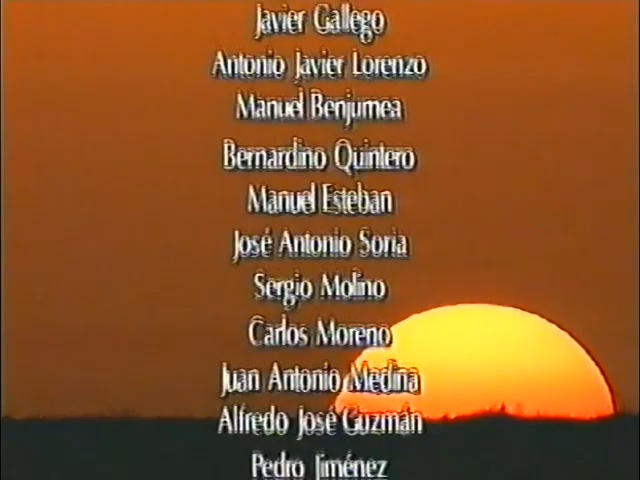 Javier Gallego
Antonio Javier Lorenzo
Manuel Benjumea
Bernardino Quintero
Manuel Esteban
José Antonio Soria
Sergio Molino
Carlos Moreno
Juan Antonio Medina
Alfredo José Guzmán
Pedro Jiménez